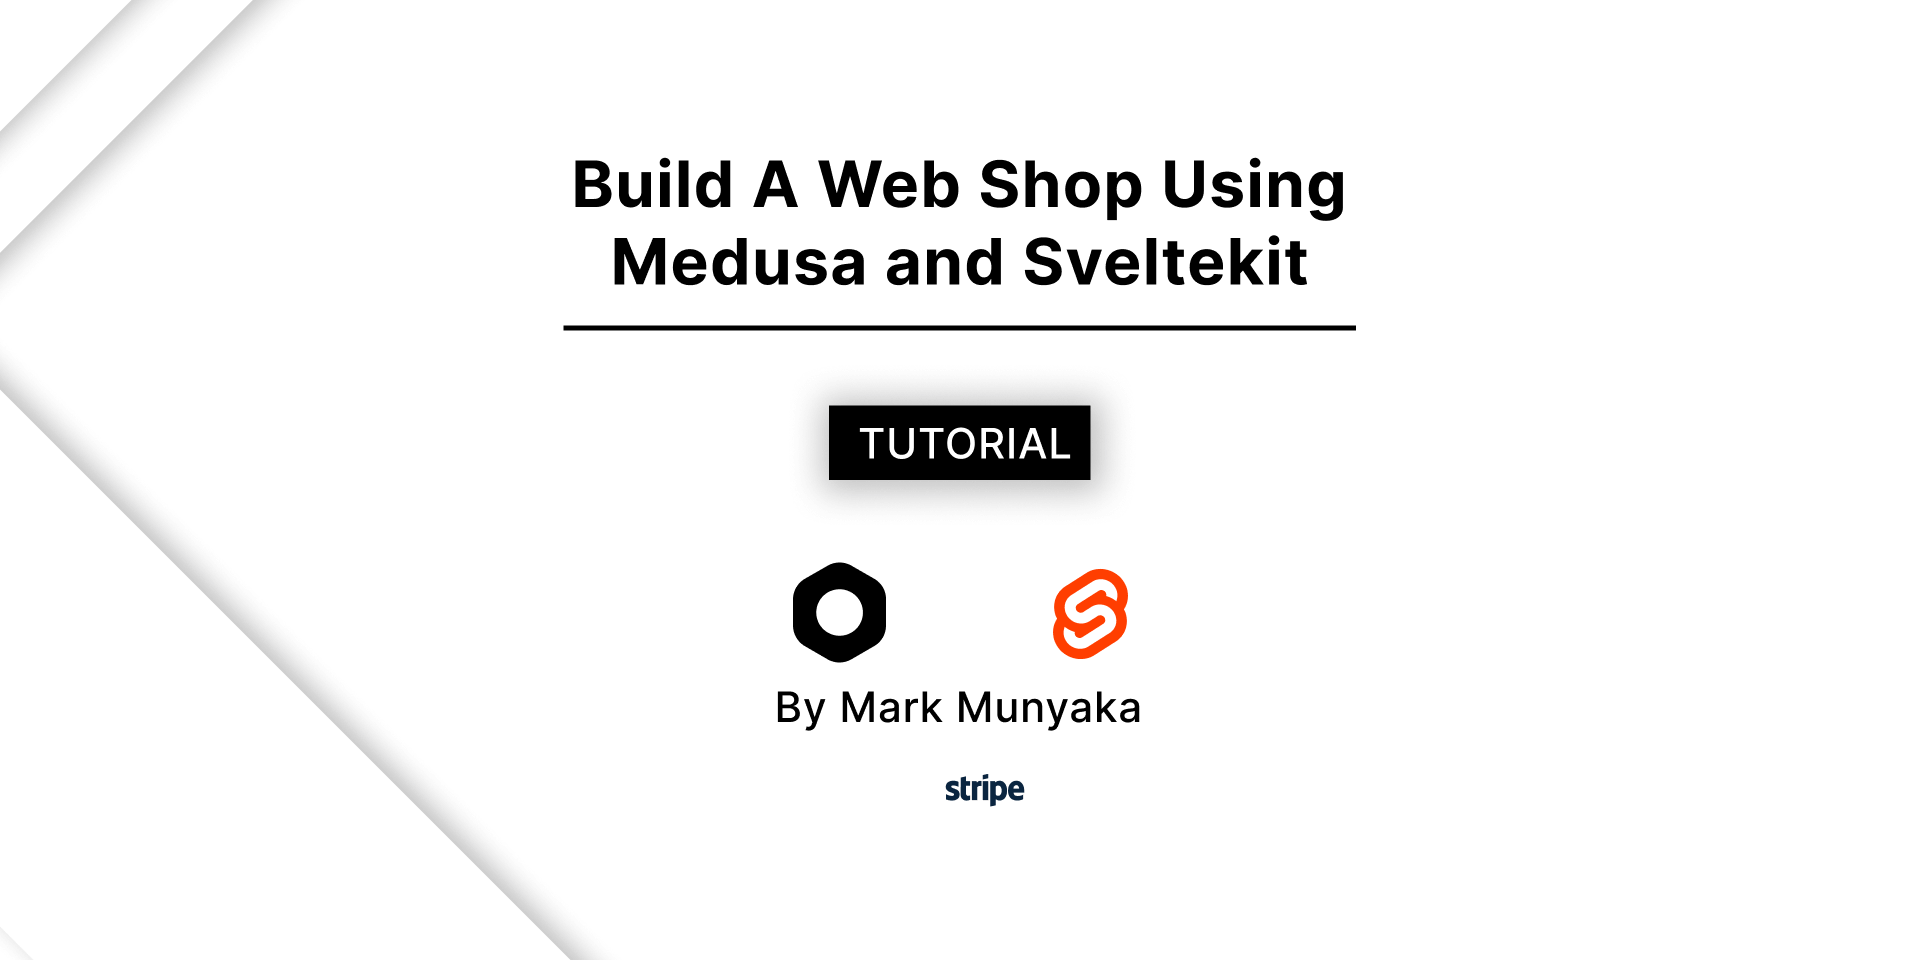 Build A Web Shop Using
Medusa and Sveltekit
TUTORIAL
By Mark Munyaka
stripe